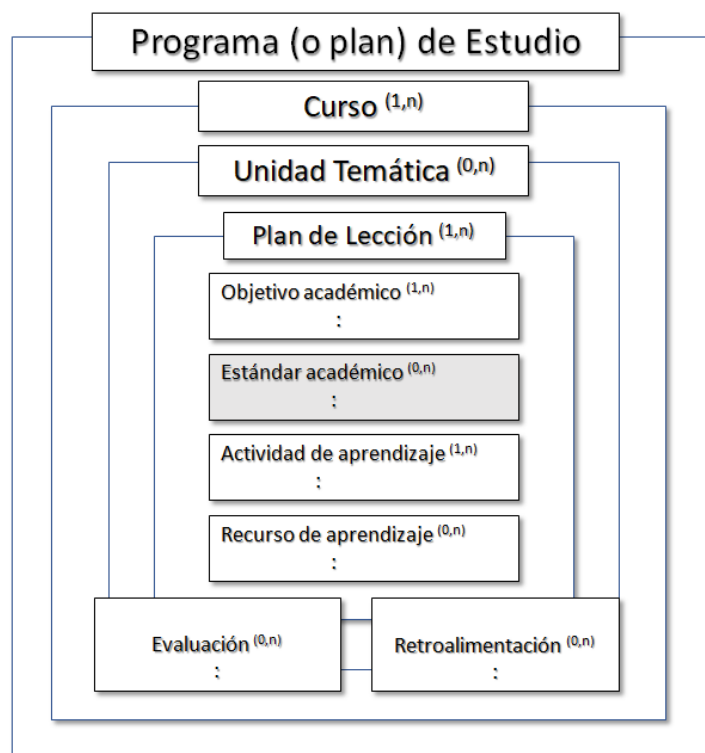 Programa (o plan) de Estudio
Curso (1,n)
Unidad Temática (0,n)
Plan de Lección (1,n)
Objetivo académico (1,n)
:
Estándar académico (0,n)
:
Actividad de aprendizaje (1,n)
:
Recurso de aprendizaje (0,n)
:
Evaluación (0,n)
:
Retroalimentación (0,n)
: